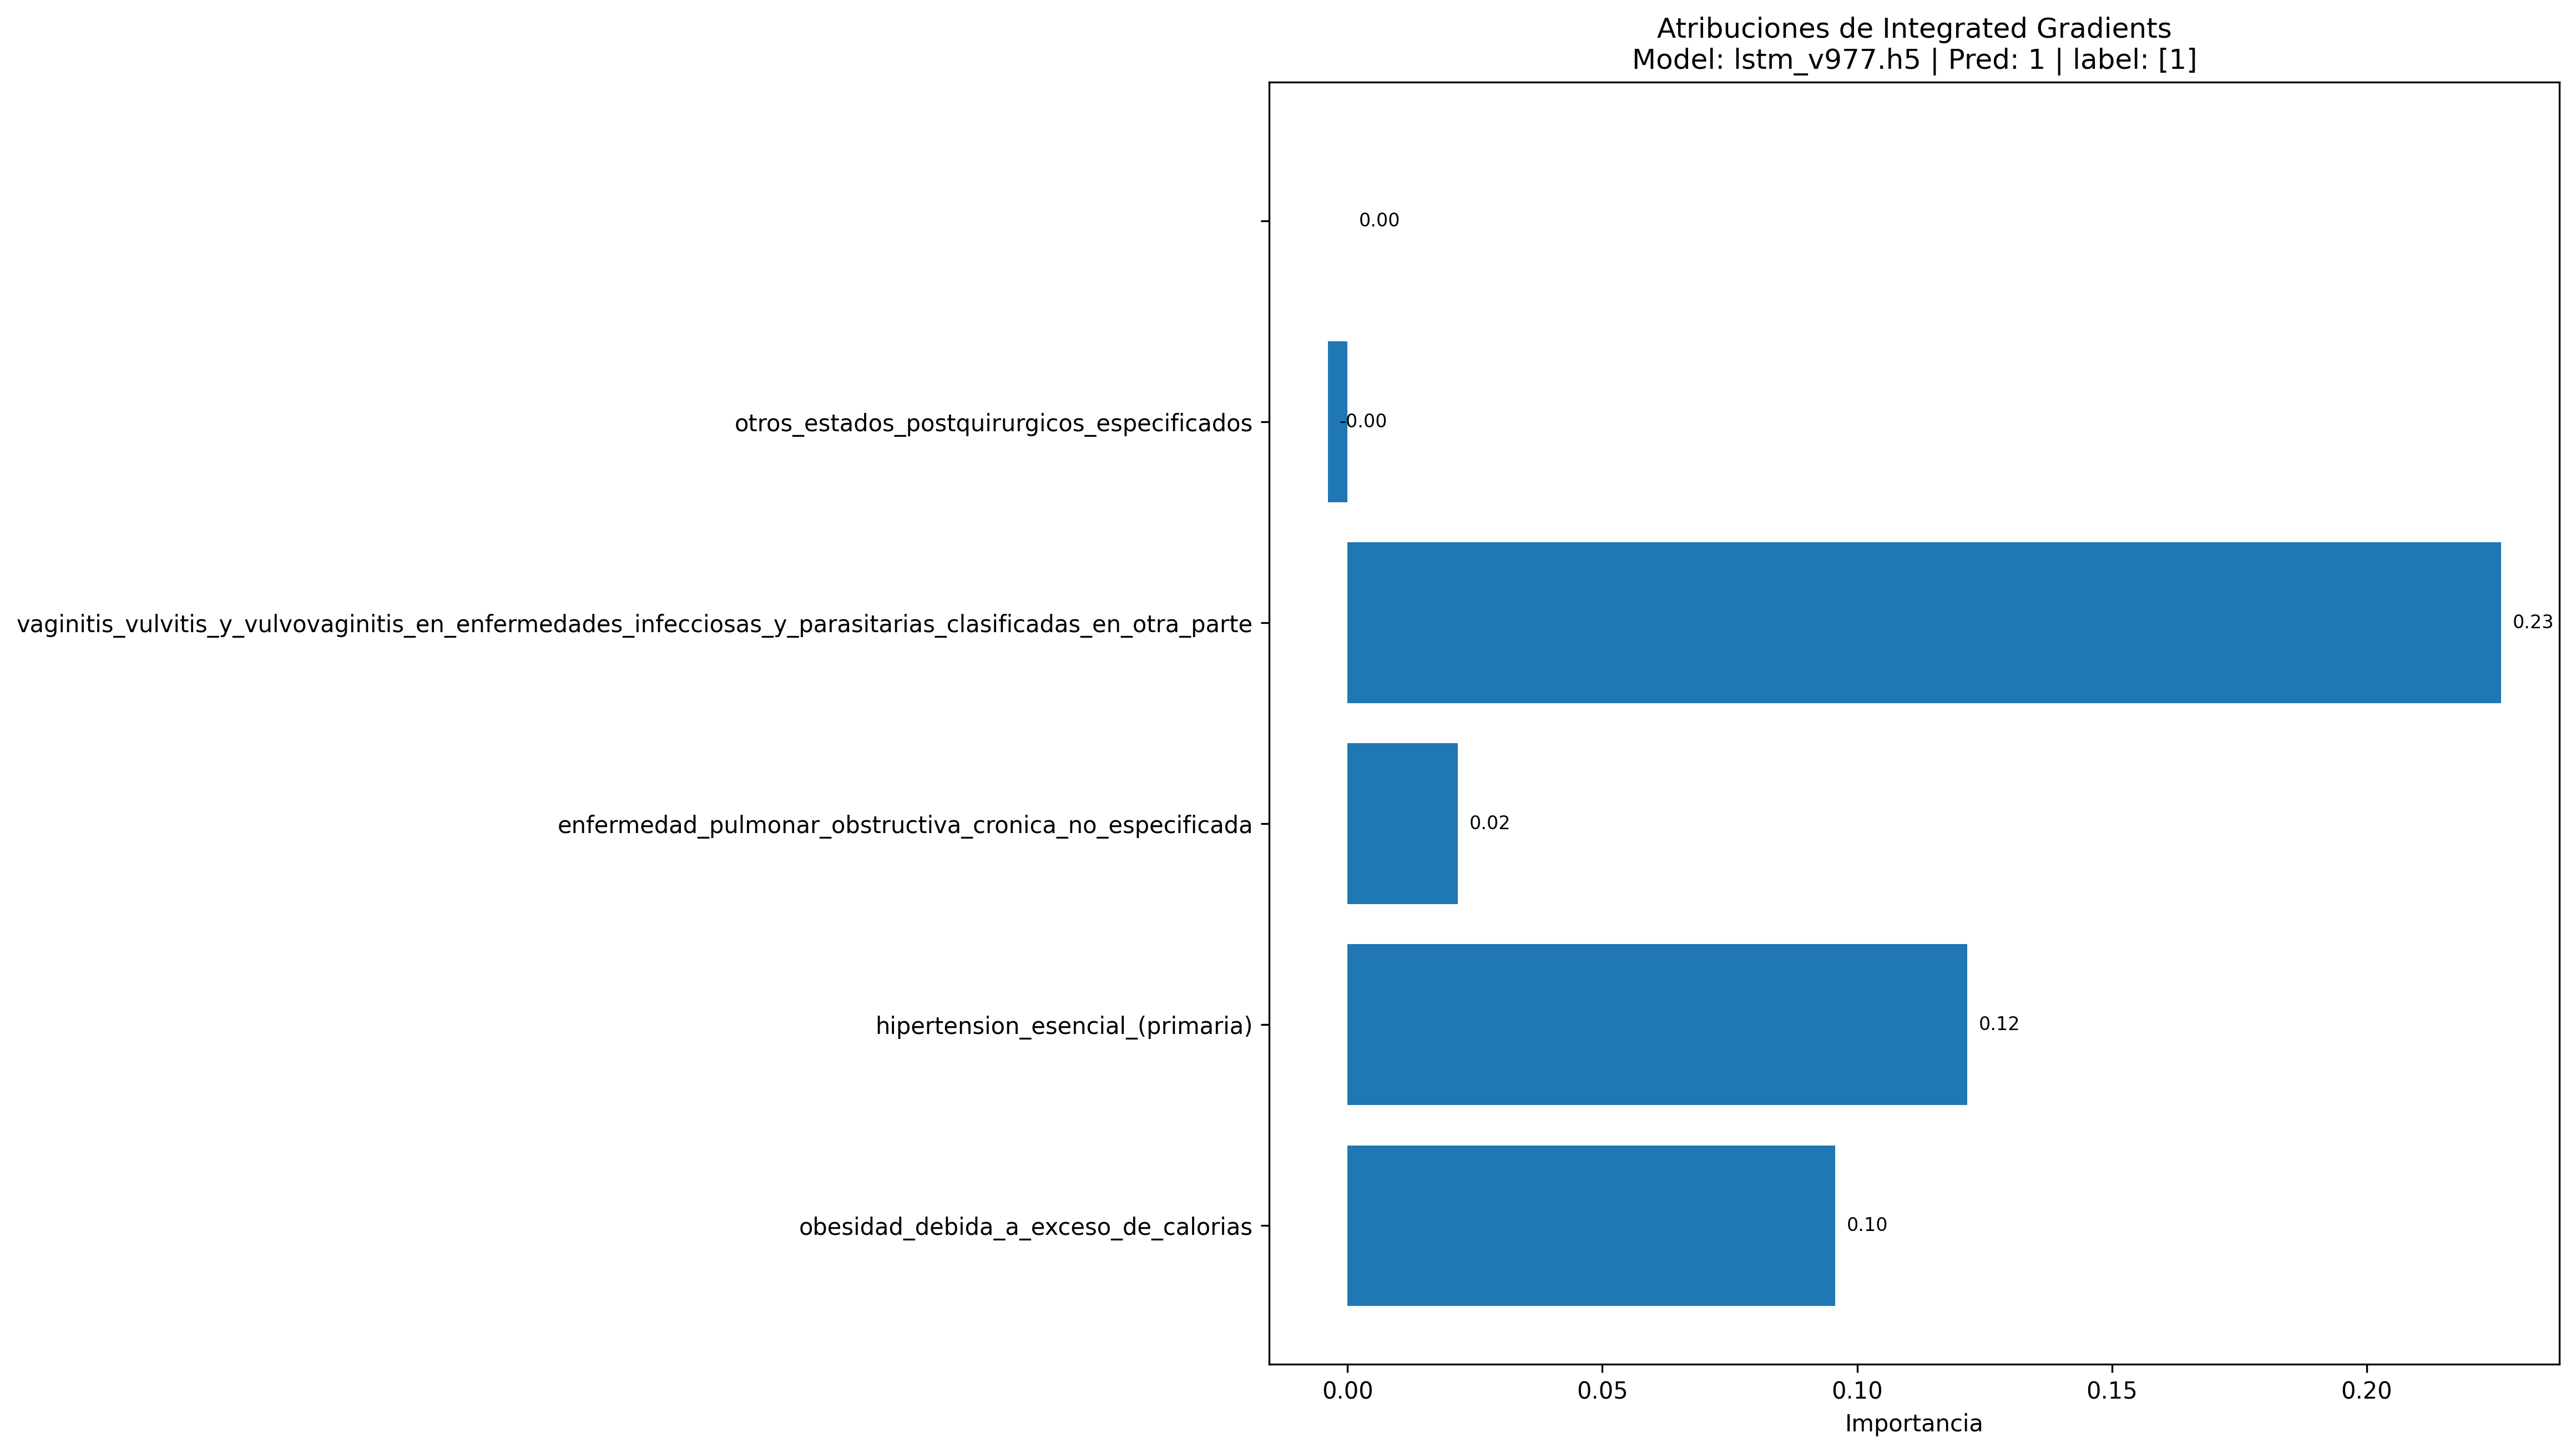 Atribuciones de Integrated Gradients
Model: lstm_v977.h5 | Pred: 1 | label: [1]
0.00
otros_estados_postquirurgicos_especificados
-0.00
vaginitis_vulvitis_y_vulvovaginitis_en_enfermedades_infecciosas_y_parasitarias_clasificadas_en_otra_parte
0.23
enfermedad_pulmonar_obstructiva_cronica_no_especificada
0.02
hipertension_esencial_(primaria)
0.12
obesidad_debida_a_exceso_de_calorias
0.10
0.00 0.05 0.10 0.15 0.20
Importancia